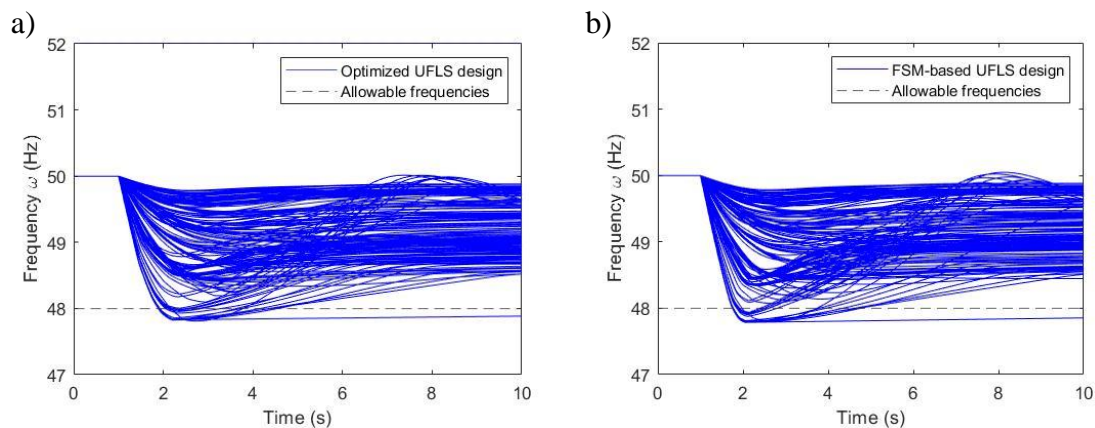 a)
52
51
50
49
48
47
Frequency ω (Hz)
0 2 4 6 8 10
Time (s)
Optimized UFLS design
Allowable frequencies
b)
52
51
50
49
48
47
Frequency ω (Hz)
0 2 4 6 8 10
Time (s)
FSM-based UFLS design
Allowable frequencies